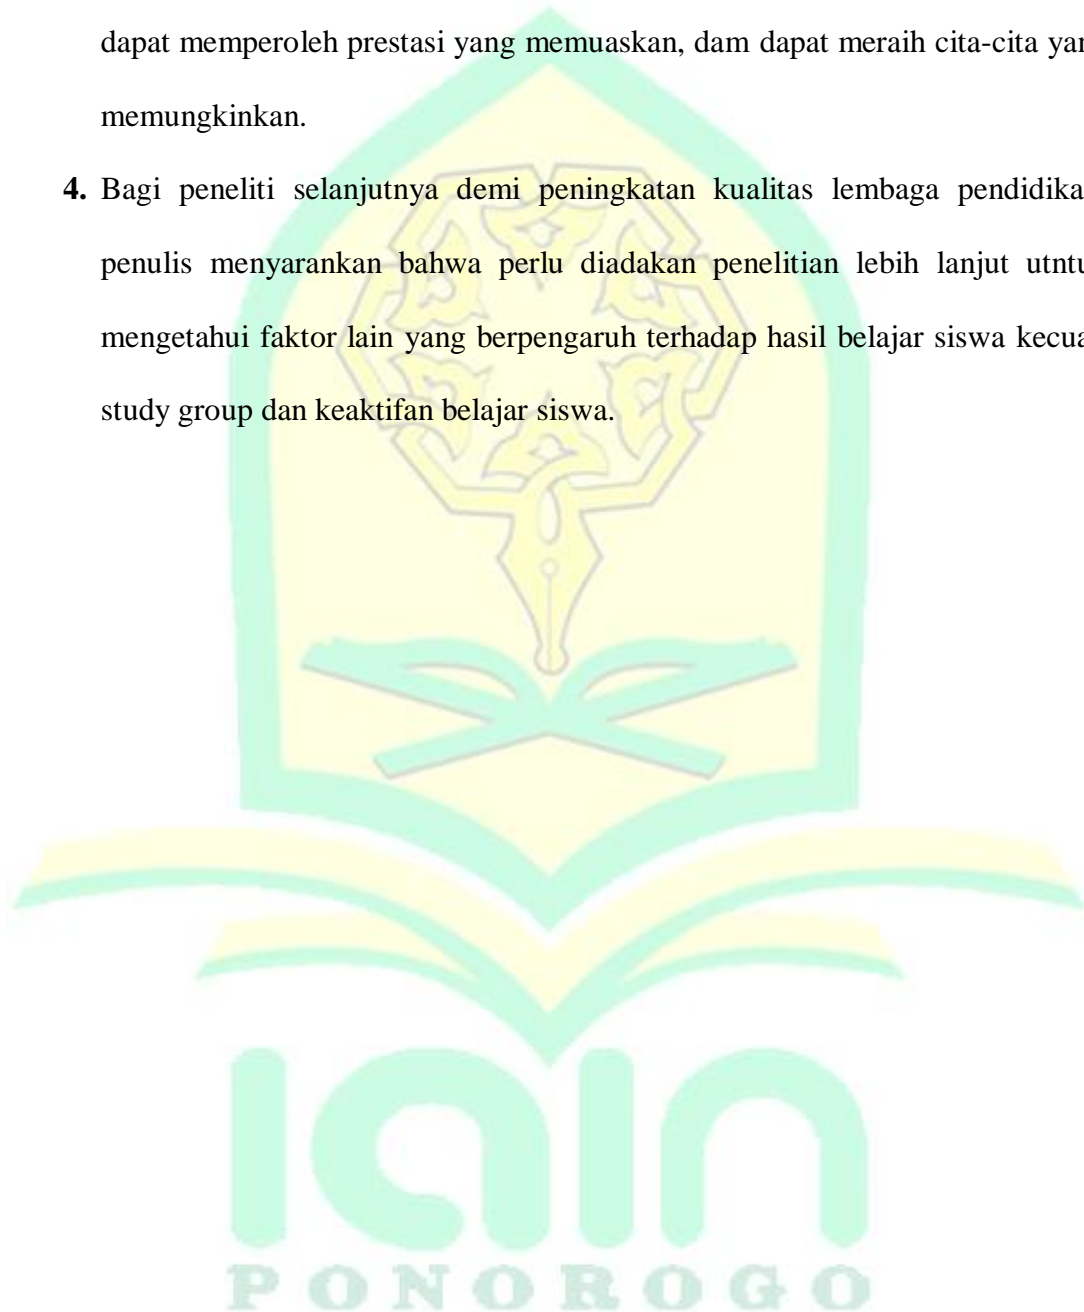 dapat memperoleh prestasi yang memuaskan, dam dapat meraih cita-cita yan
memungkinkan.
4. Bagi peneliti selanjutnya demi peningkatan kualitas lembaga pendidika
penulis menyarankan bahwa perlu diadakan penelitian lebih lanjut utntu
mengetahui faktor lain yang berpengaruh terhadap hasil belajar siswa kecua
study group dan keaktifan belajar siswa.
iain
PONOROGO